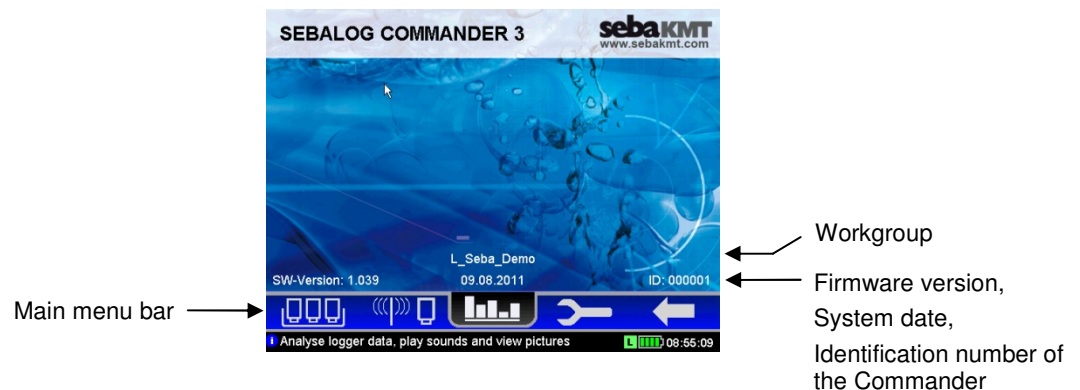 SEBALOG COMMANDER 3
sebaKMT
www.sebakmt.com
L_Seba_Demo
Workgroup
SW-Version: 1.039 09.08.2011 ID: 000001
Firmware version,
System date,
Identification number of
the Commander
Main menu bar
i Analyse logger data, play sounds and view pictures L 08:55:09